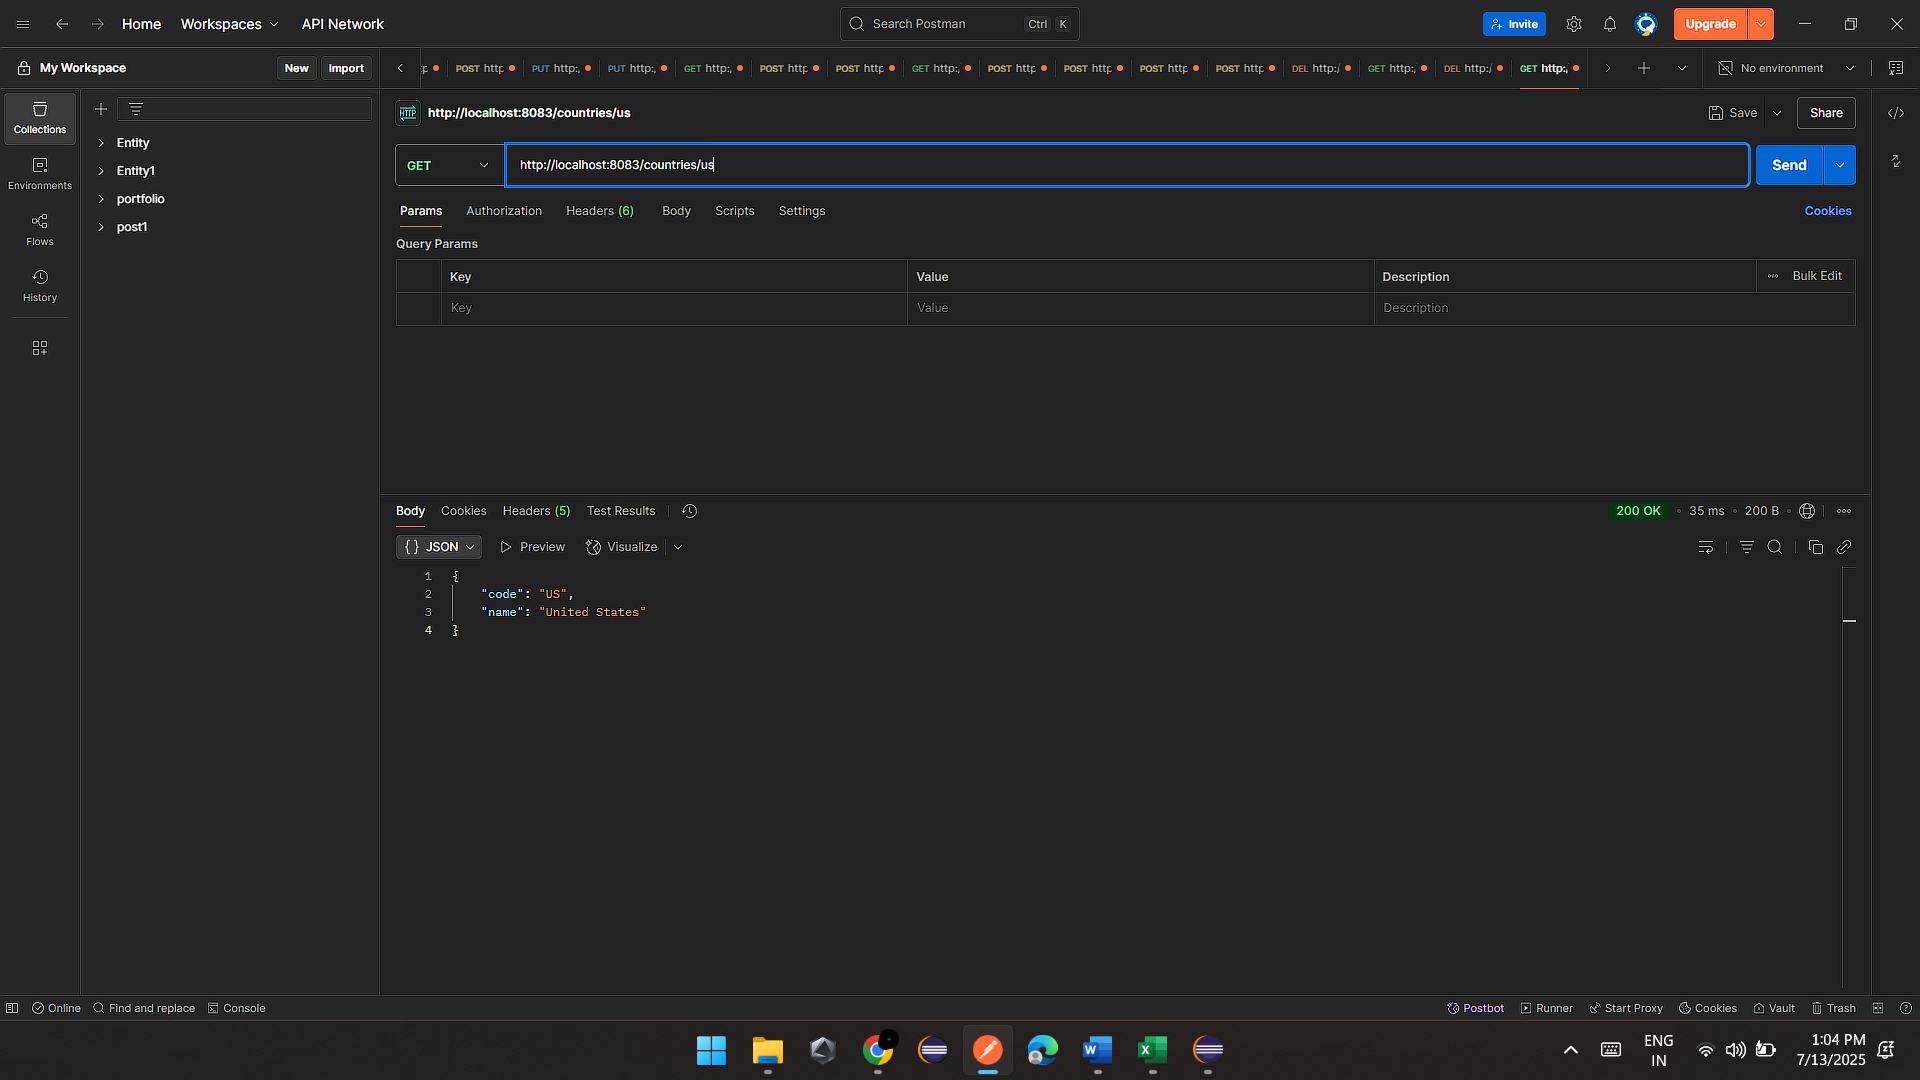 Home Workspaces API Network Search Postman Ctrl K Invite Upgrade
My Workspace New Import POST http PUT http:, PUT http:, GET http:, POST http POST http GET http:, POST http POST http POST http POST http DEL http:/ GET http:, DEL http:/ GET http:, No environment
Collections
Environments
Flows
History
Entity
Entity1
portfolio
post1
HTTP http://localhost:8083/countries/us Save Share
GET http://localhost:8083/countries/us Send
Params Authorization Headers (6) Body Scripts Settings Cookies
Query Params
Key Value Description Bulk Edit
Key Value Description
Body Cookies Headers (5) Test Results 200 OK • 35 ms • 200 B •
{} JSON Preview Visualize
1 {
2 "code": "US",
3 "name": "United States"
4 }
Online Find and replace Console Postbot Runner Start Proxy Cookies Vault Trash
ENG
IN
1:04 PM
7/13/2025